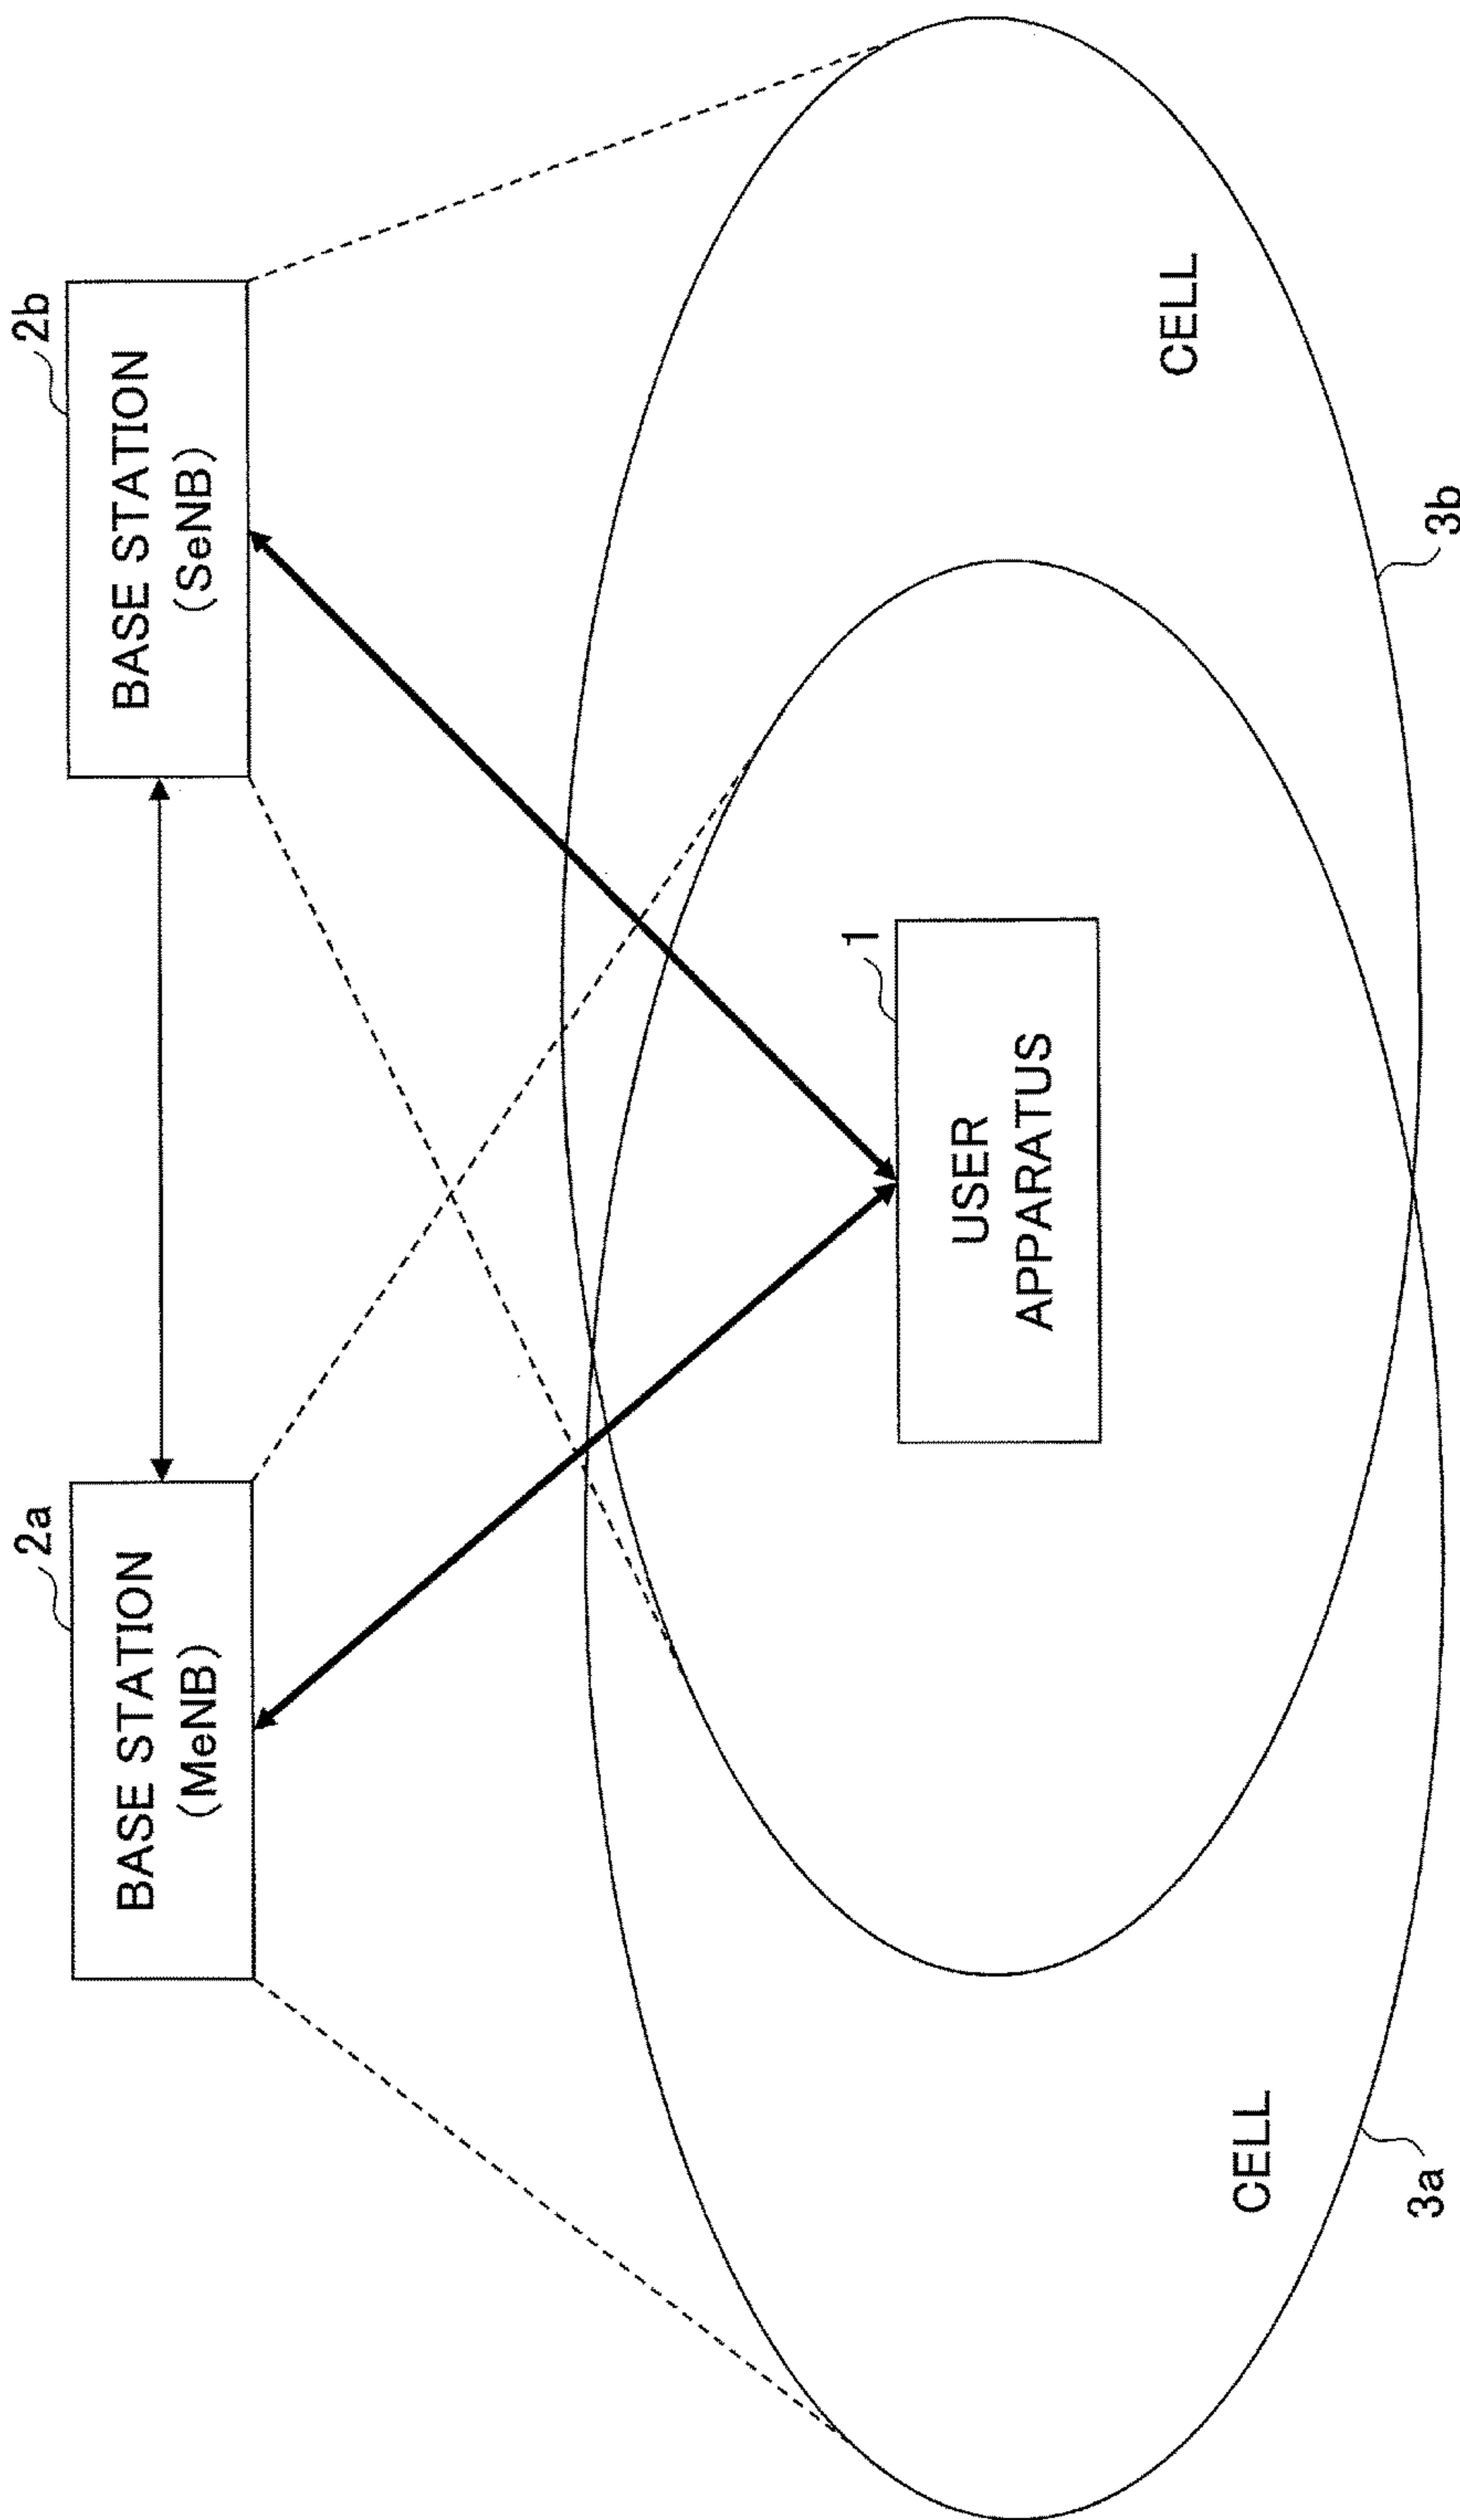 2a
BASE STATION
(MeNB)
2b
BASE STATION
(SeNB)
1
USER
APPARATUS
CELL
CELL
3a
3b